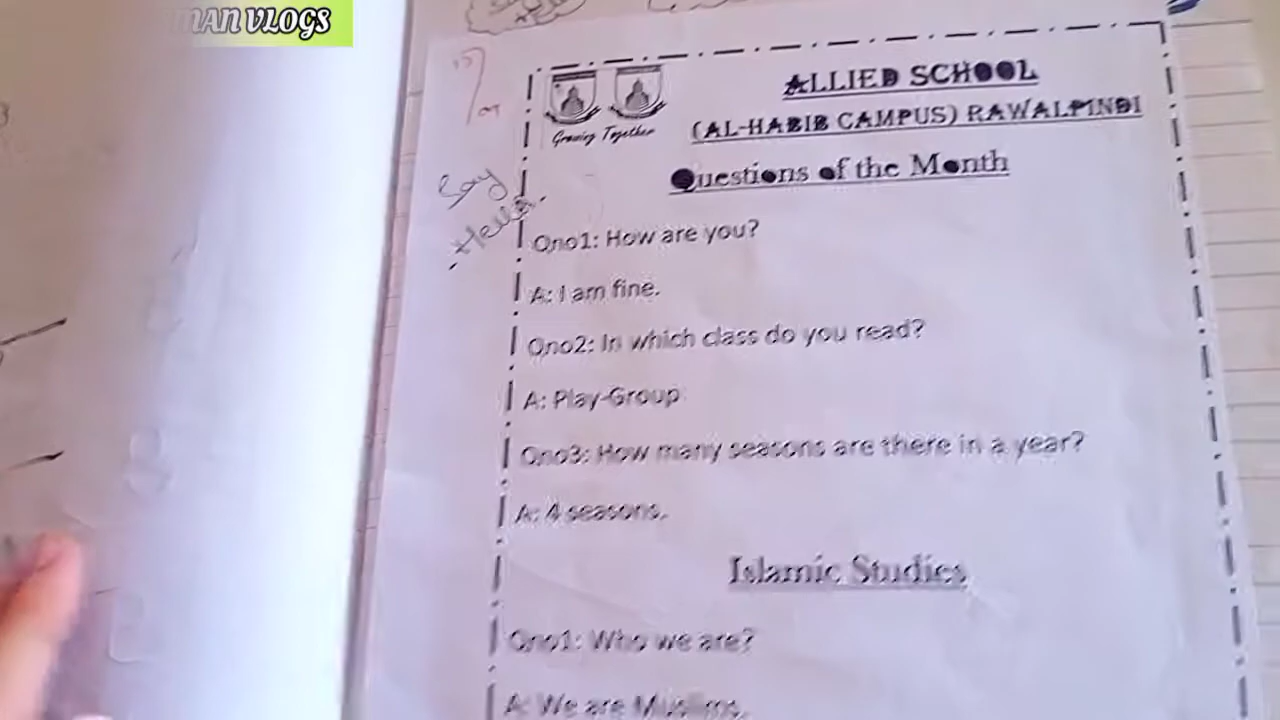 MAN VLOGS
ALLIED SCHOOL
(AL-HABIB CAMPUS) RAWALPINDI
Growing Together
Questions of the Month
Say
Hello.
Qno1: How are you?
A: I am fine.
Qno2: In which class do you read?
A: Play-Group
Qno3: How many seasons are there in a year?
A: 4 seasons.
Islamic Studies
Qno1: Who we are?
A: We are Muslims.